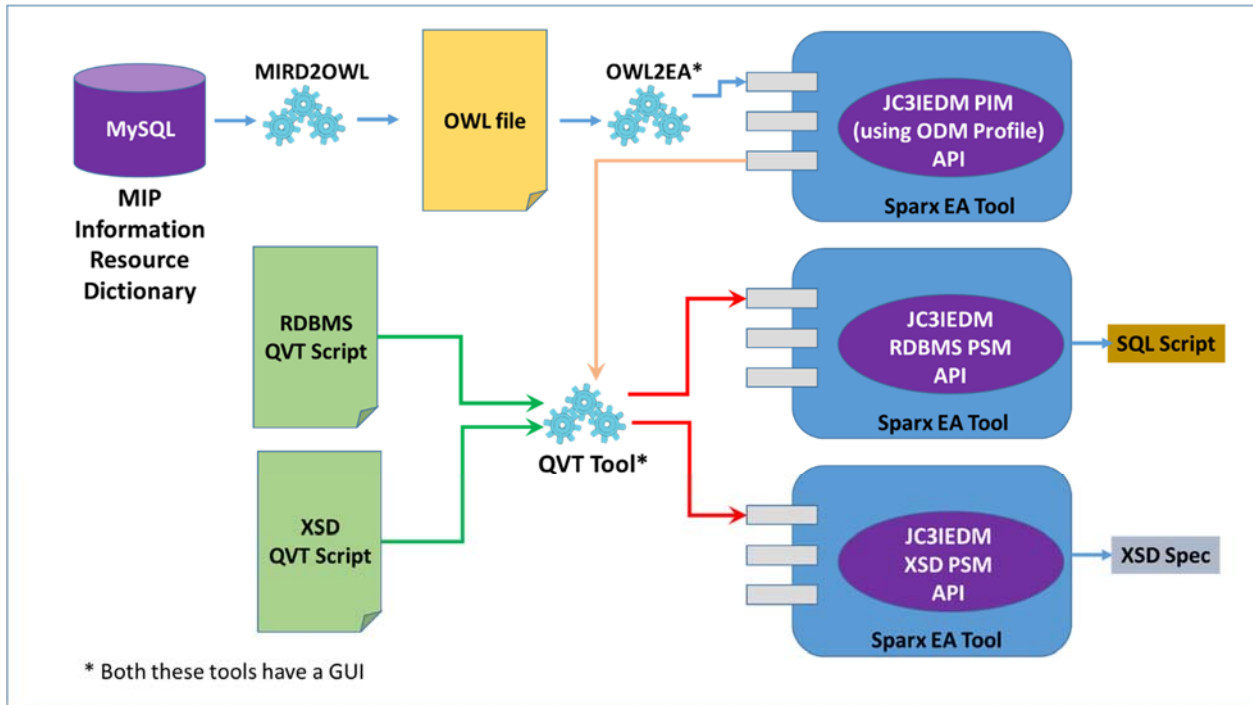 MySQL
MIP
Information
Resource
Dictionary
MIRD2OWL
OWL file
OWL2EA*
JC3IEDM PIM
(using ODM Profile)
API
Sparx EA Tool
RDBMS
QVT Script
XSD
QVT Script
QVT Tool*
JC3IEDM
RDBMS PSM
API
Sparx EA Tool
SQL Script
JC3IEDM
XSD PSM
API
Sparx EA Tool
XSD Spec
* Both these tools have a GUI